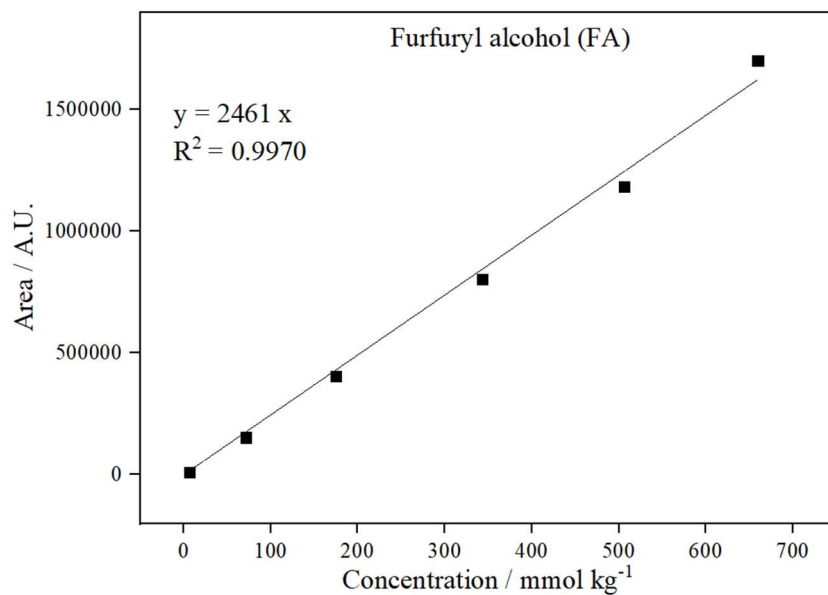 Furfuryl alcohol (FA)
y = 2461 x
R² = 0.9970
Area / A.U.
1500000
1000000
500000
0
0 100 200 300 400 500 600 700
Concentration / mmol kg⁻¹